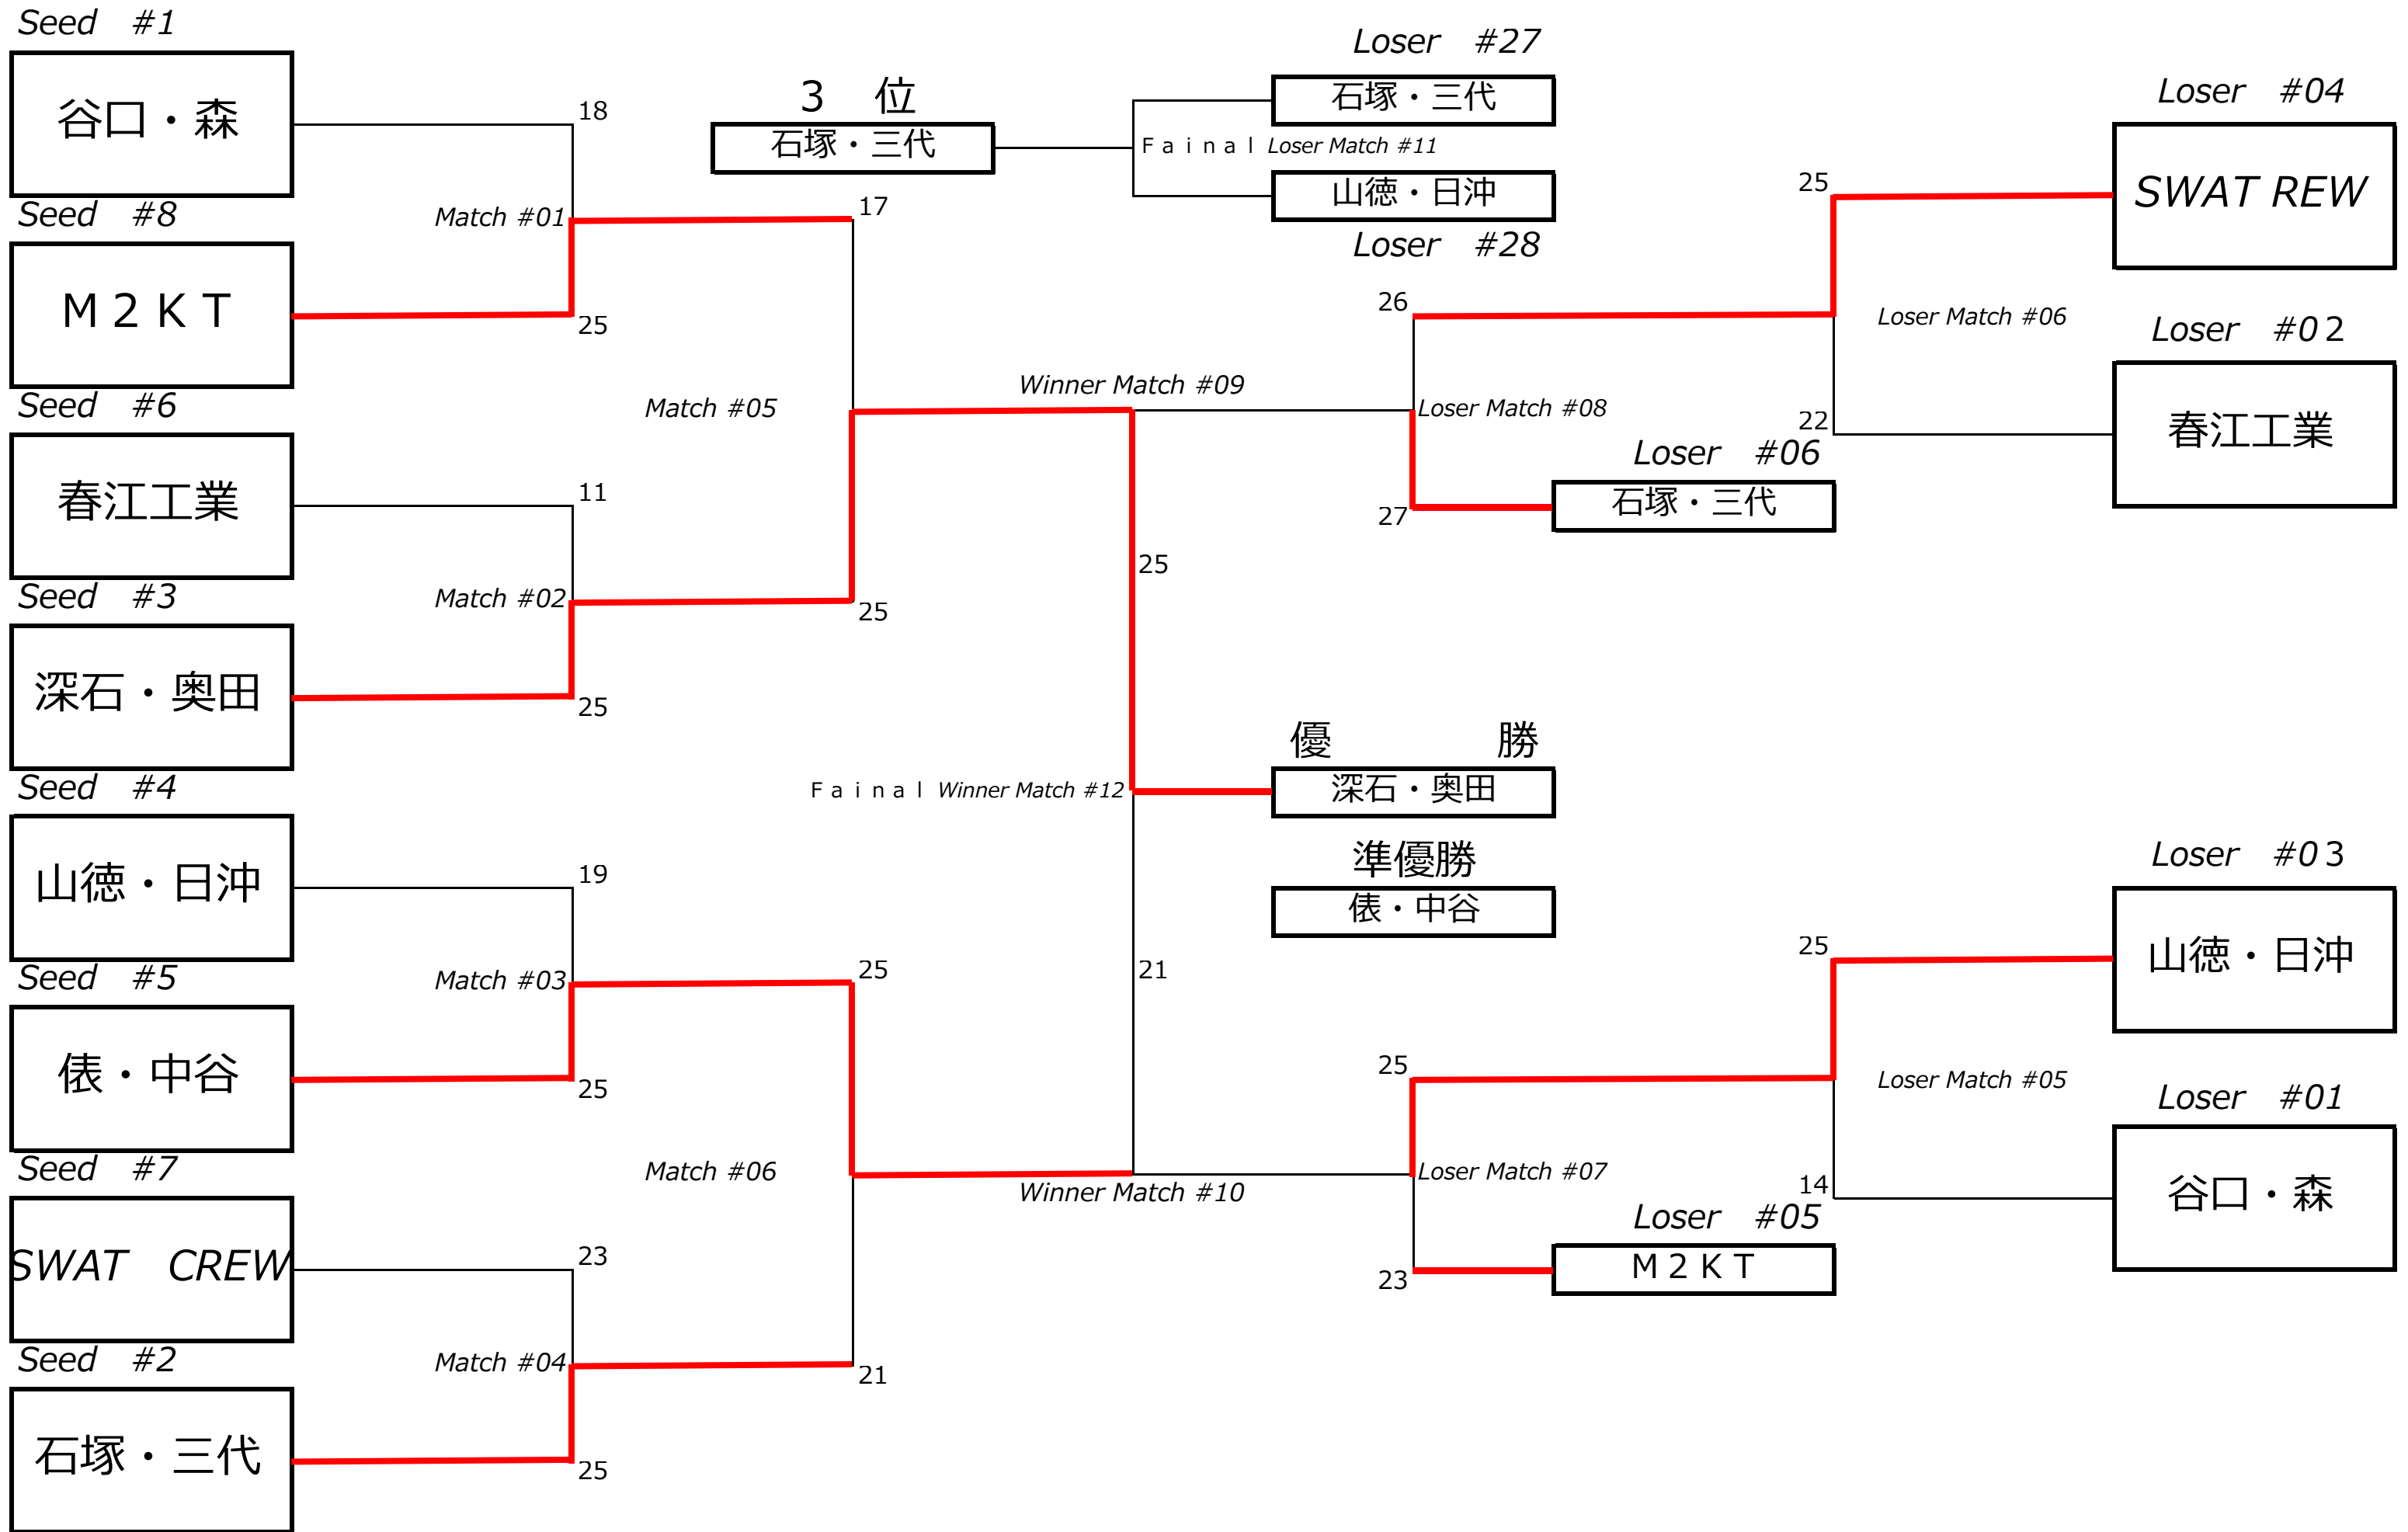 Seed #1
谷口・森
18
Seed #8
Match #01
M２KT
25
Seed #6
春江工業
11
Seed #3
Match #02
深石・奥田
25
Seed #4
山徳・日沖
19
Seed #5
Match #03
俵・中谷
25
Seed #7
SWAT CREW
23
Seed #2
Match #04
石塚・三代
25
17
Match #05
25
25
Match #06
21
３ 位
石塚・三代
Loser #27
石塚・三代
Ｆａｉｎａｌ Loser Match #11
山徳・日沖
Loser #28
Winner Match #09
25
Ｆａｉｎａｌ Winner Match #12
21
Winner Match #10
優 勝
深石・奥田
準優勝
俵・中谷
26
Loser Match #08
27
Loser #06
石塚・三代
25
Loser Match #07
23
Loser #05
M２KT
Loser #04
25
SWAT REW
Loser Match #06
Loser #0２
22
春江工業
Loser #0３
25
山徳・日沖
Loser Match #05
Loser #01
14
谷口・森